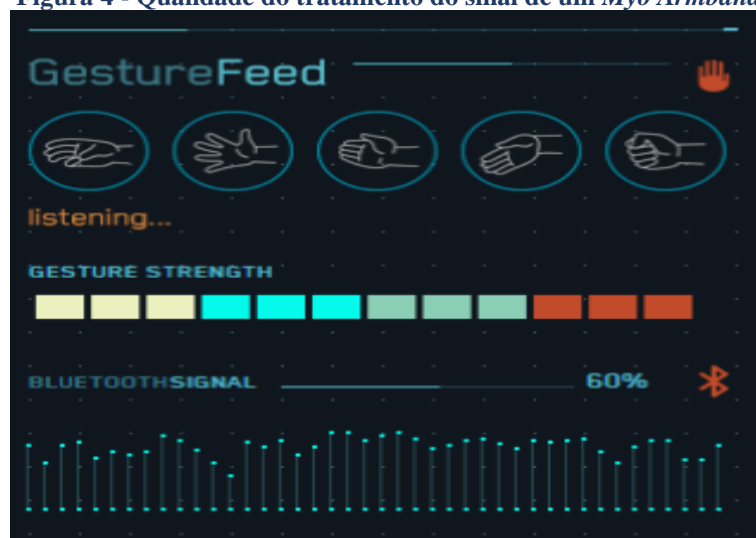 Figura 4 - Qualidade do tratamento do sinal de um Myo Armband
GestureFeed
listening...
GESTURE STRENGTH
BLUETOOTHSIGNAL 60%